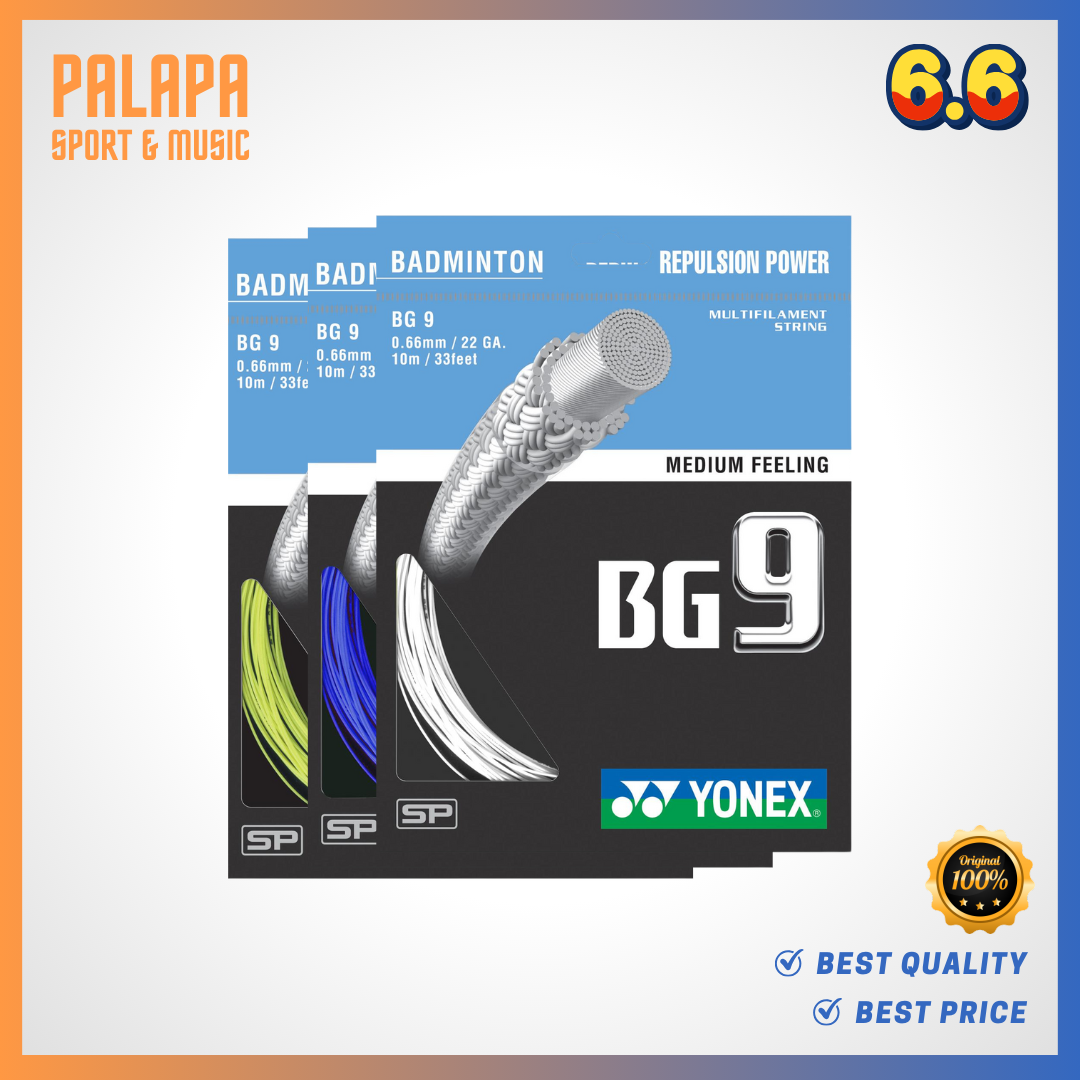 PALAPA
SPORT & MUSIC
6.6
BADM
BG 9
0.66mm /
10m / 33fe
SP
BADM
BG 9
0.66mm
10m / 33
SP
BADMINTON
REPULSION POWER
MULTIFILAMENT
STRING
BG 9
0.66mm / 22 GA.
10m / 33feet
MEDIUM FEELING
BG9
SP
YONEX®
Original
100%
BEST QUALITY
BEST PRICE